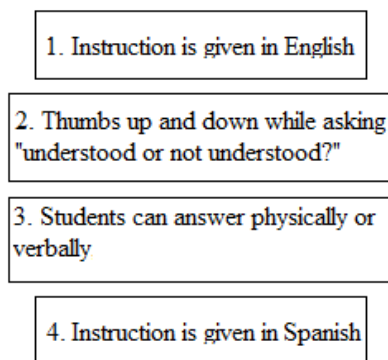 1. Instruction is given in English
2. Thumbs up and down while asking
"understood or not understood?"
3. Students can answer physically or
verbally
4. Instruction is given in Spanish